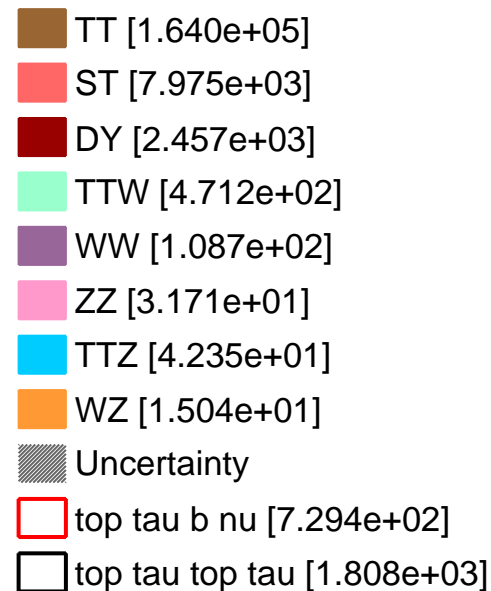 TT [1.640e+05]
ST [7.975e+03]
DY [2.457e+03]
TTW [4.712e+02]
WW [1.087e+02]
ZZ [3.171e+01]
TTZ [4.235e+01]
WZ [1.504e+01]
Uncertainty
top tau b nu [7.294e+02]
top tau top tau [1.808e+03]